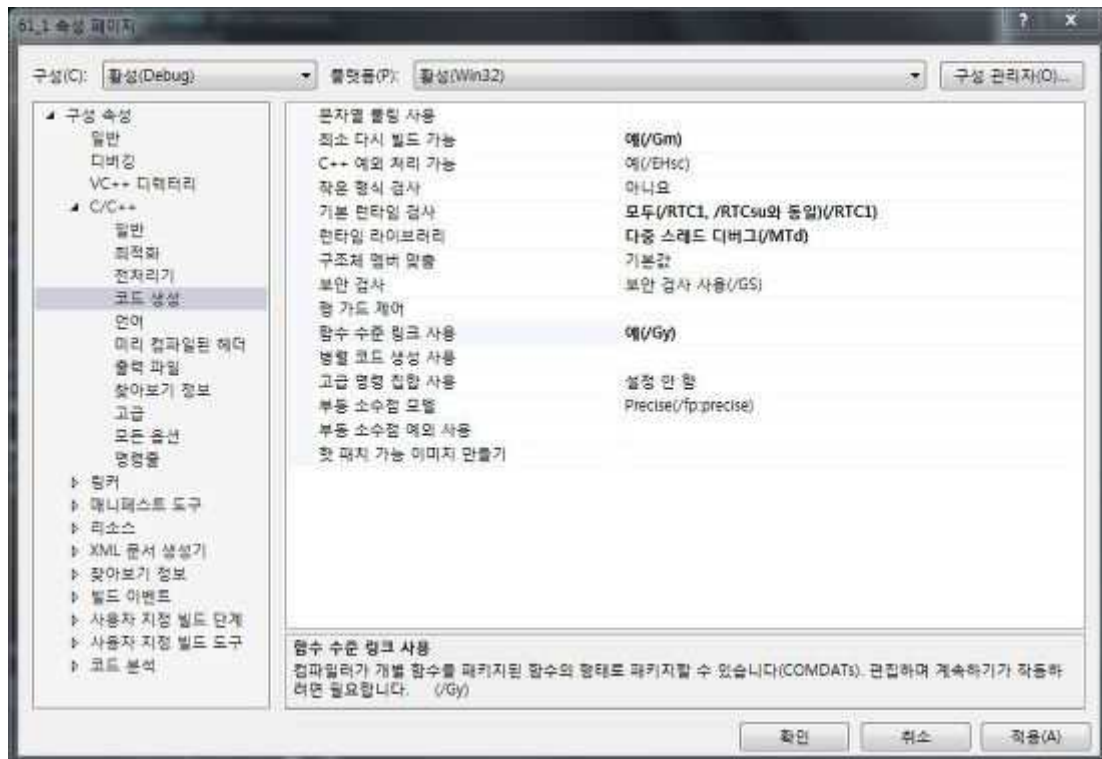 61_1 속성 페이지
? x
구성(C): 활성(Debug) 플랫폼(P): 활성(Win32) 구성 관리자(O)...
구성 속성
일반
디버깅
VC++ 디렉터리
C/C++
일반
최적화
전처리기
코드 생성
언어
미리 컴파일된 헤더
출력 파일
찾아보기 정보
고급
모든 옵션
명령줄
링커
매니페스트 도구
리소스
XML 문서 생성기
찾아보기 정보
빌드 이벤트
사용자 지정 빌드 단계
사용자 지정 빌드 도구
코드 분석
문자열 풀링 사용
최소 다시 빌드 가능 예(/Gm)
C++ 예외 처리 가능 예(/EHsc)
작은 형식 검사 아니요
기본 런타임 검사 모두(/RTC1, /RTCsu와 동일)(/RTC1)
런타임 라이브러리 다중 스레드 디버그(/MTd)
구조체 멤버 맞춤 기본값
보안 검사 보안 검사 사용(/GS)
흐름 가드 제어
함수 수준 링크 사용 예(/Gy)
병렬 코드 생성 사용
고급 명령 집합 사용 설정 안 함
부동 소수점 모델 Precise(/fp:precise)
부동 소수점 예외 사용
핫 패치 가능 이미지 만들기
함수 수준 링크 사용
컴파일러가 개별 함수를 패키지된 함수의 형태로 패키지할 수 있습니다(COMDATs). 편집하며 계속하기가 작동하
려면 필요합니다. (/Gy)
확인 취소 적용(A)